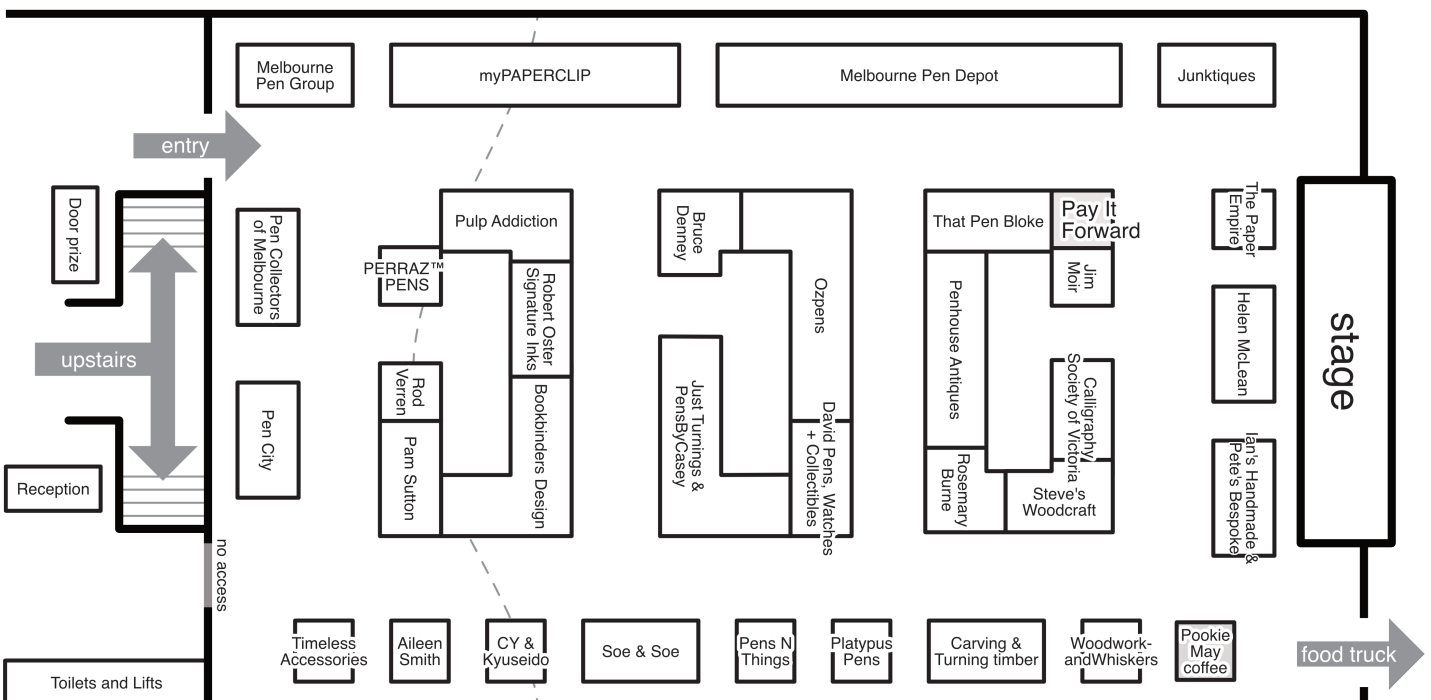 Melbourne
Pen Group
myPAPERCLIP
Melbourne Pen Depot
Junktiques
entry
Door prize
Pen Collectors
of Melbourne
Pulp Addiction
PERRAZ™
PENS
Robert Oster
Signature Inks
Rod
Verren
Pam Sutton
Bookbinders Design
Bruce
Denney
Ozpens
Just Turnings &
PensByCasey
David Pens, Watches
+ Collectibles
That Pen Bloke
Pay It
Forward
Jim
Moir
Penhouse Antiques
Calligraphy
Society of Victoria
Rosemary
Burne
Steve's
Woodcraft
The Paper
Empire
Helen McLean
Ian's Handmade &
Pete's Bespoke
stage
upstairs
Pen City
Reception
no access
Toilets and Lifts
Timeless
Accessories
Aileen
Smith
CY &
Kyuseido
Soe & Soe
Pens N
Things
Platypus
Pens
Carving &
Turning timber
Woodwork-
andWhiskers
Pookie
May
coffee
food truck